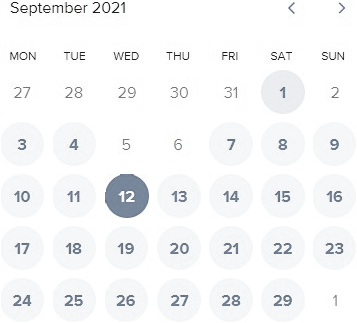 September 2021
MON TUE WED THU FRI SAT SUN
27 28 29 30 31 1 2
3 4 5 6 7 8 9
10 11 12 13 14 15 16
17 18 19 20 21 22 23
24 25 26 27 28 29 1